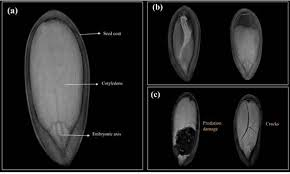 (a)
Seed coat
Cotyledons
Embryonic axis
(b)
(c)
Predation
damage
Cracks